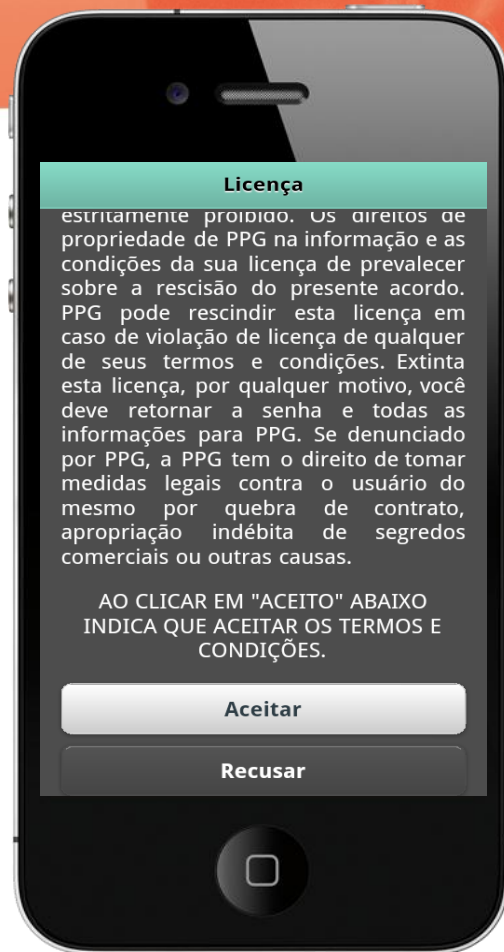 Licença
estritamente proibido. Os direitos de
propriedade de PPG na informação e as
condições da sua licença de prevalecer
sobre a rescisão do presente acordo.
PPG pode rescindir esta licença em
caso de violação de licença de qualquer
de seus termos e condições. Extinta
esta licença, por qualquer motivo, você
deve retornar a senha e todas as
informações para PPG. Se denunciado
por PPG, a PPG tem o direito de tomar
medidas legais contra o usuário do
mesmo por quebra de contrato,
apropriação indébita de segredos
comerciais ou outras causas.
AO CLICAR EM "ACEITO" ABAIXO
INDICA QUE ACEITAR OS TERMOS E
CONDIÇÕES.
Aceitar
Recusar